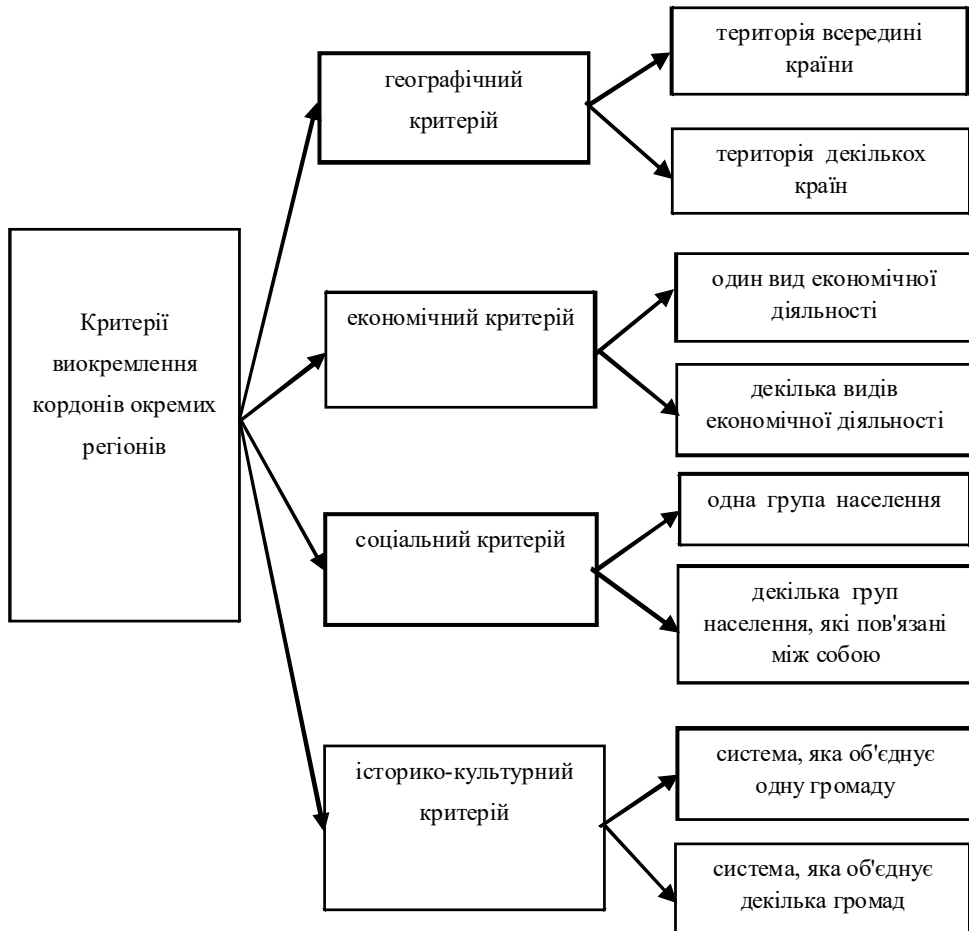 Критерії
виокремлення
кордонів окремих
регіонів
географічний
критерій
територія всередині
країни
територія декількох
країн
економічний критерій
один вид економічної
діяльності
декілька видів
економічної діяльності
соціальний критерій
одна група населення
декілька груп
населення, які пов'язані
між собою
історико-культурний
критерій
система, яка об'єднує
одну громаду
система, яка об'єднує
декілька громад